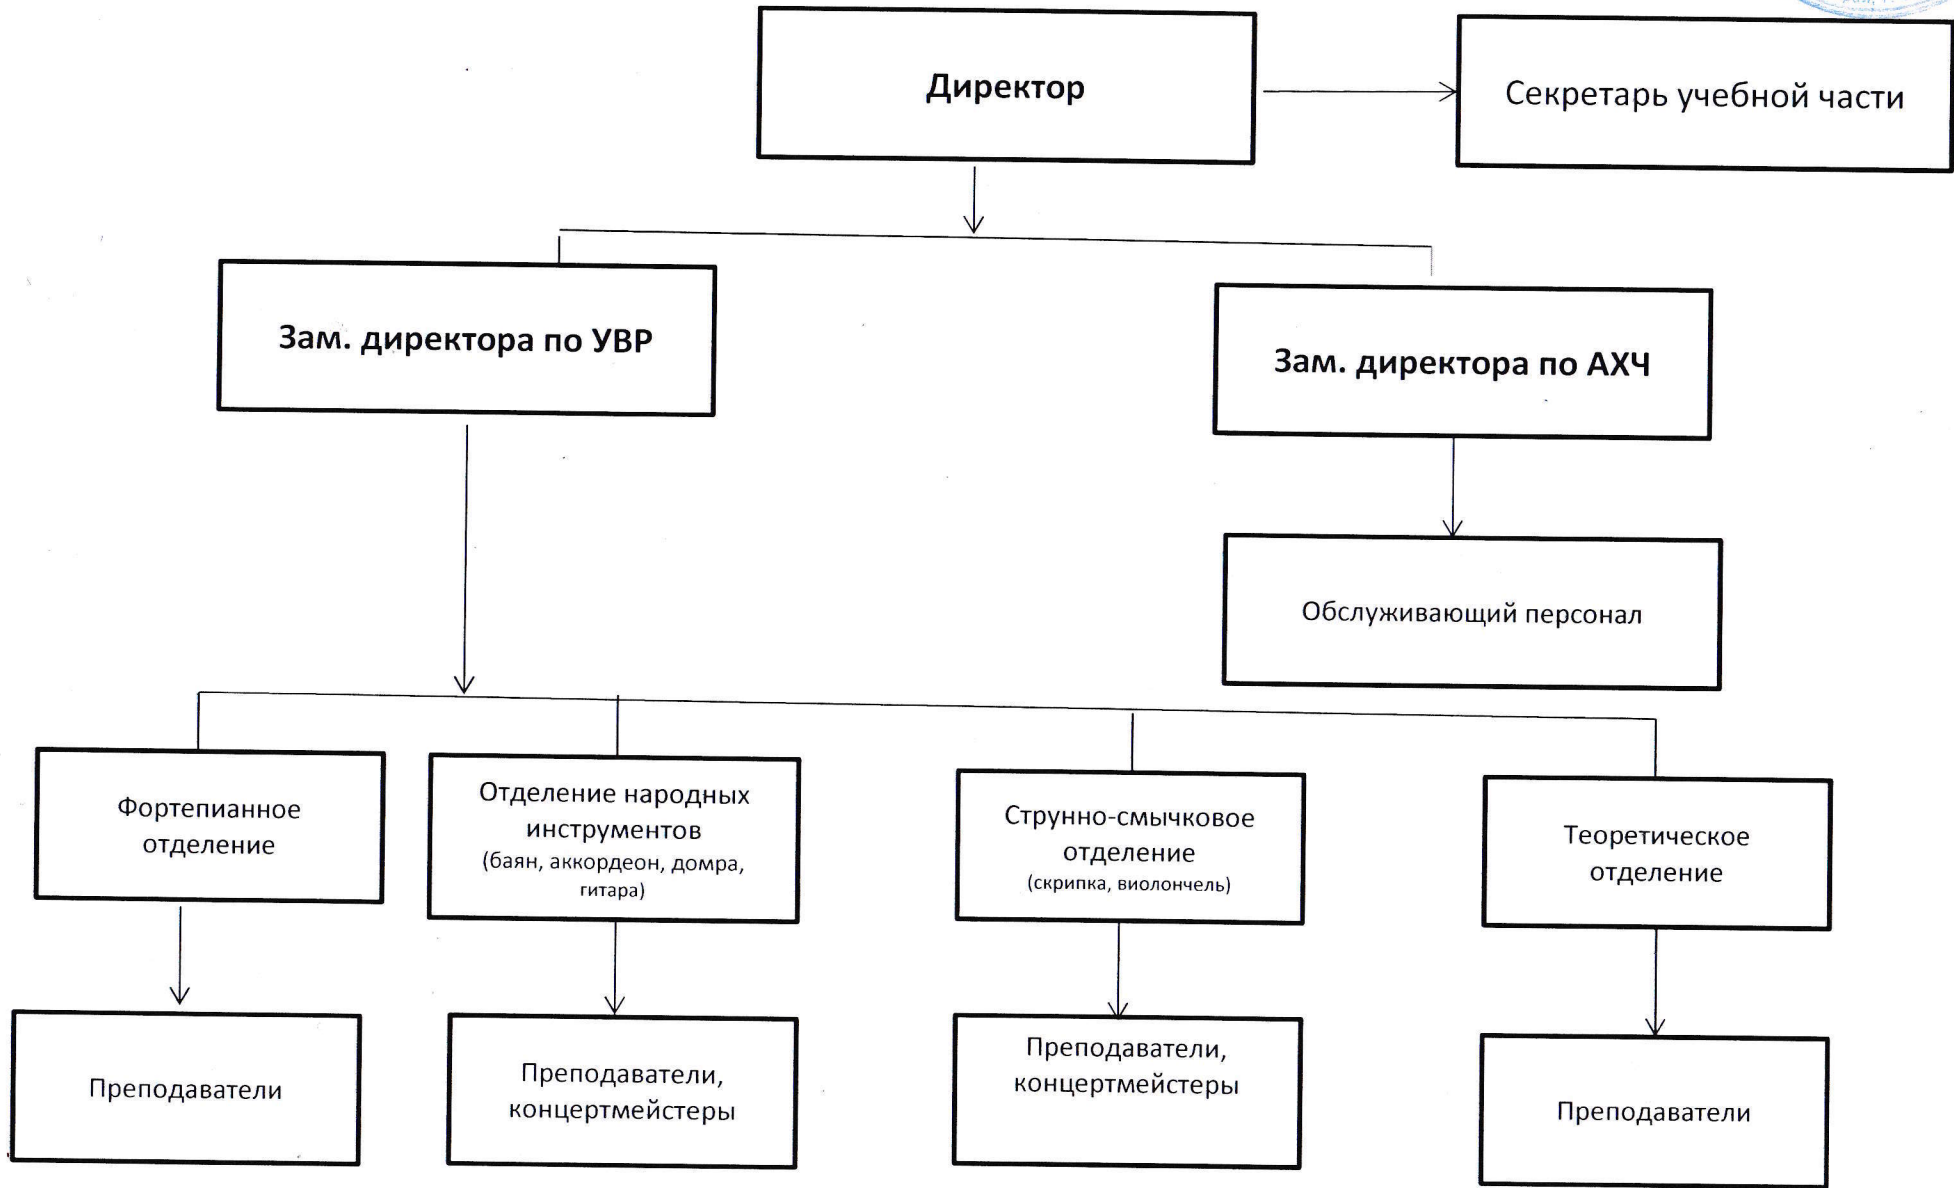 Директор
Секретарь учебной части
Зам. директора по УВР
Зам. директора по АХЧ
Обслуживающий персонал
Фортепианное
отделение
Отделение народных
инструментов
(баян, аккордеон, домра,
гитара)
Струнно-смычковое
отделение
(скрипка, виолончель)
Теоретическое
отделение
Преподаватели
Преподаватели,
концертмейстеры
Преподаватели,
концертмейстеры
Преподаватели